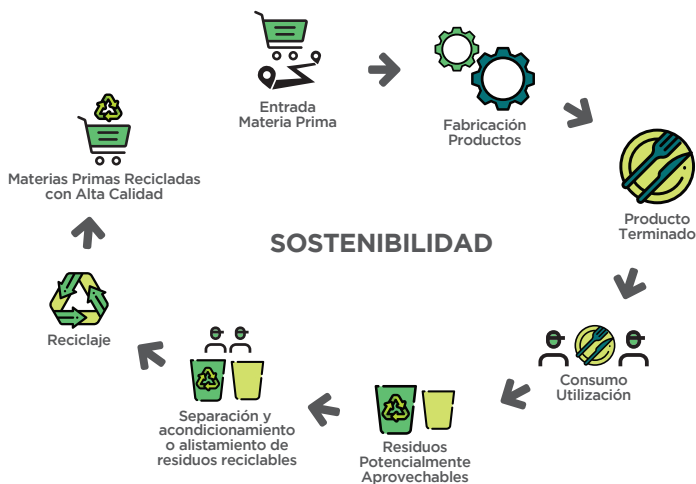 Entrada
Materia Prima
Fabricación
Productos
Producto
Terminado
Consumo
Utilización
Residuos
Potencialmente
Aprovechables
Separación y
acondicionamiento
o alistamiento de
residuos reciclables
Reciclaje
Materias Primas Recicladas
con Alta Calidad
SOSTENIBILIDAD